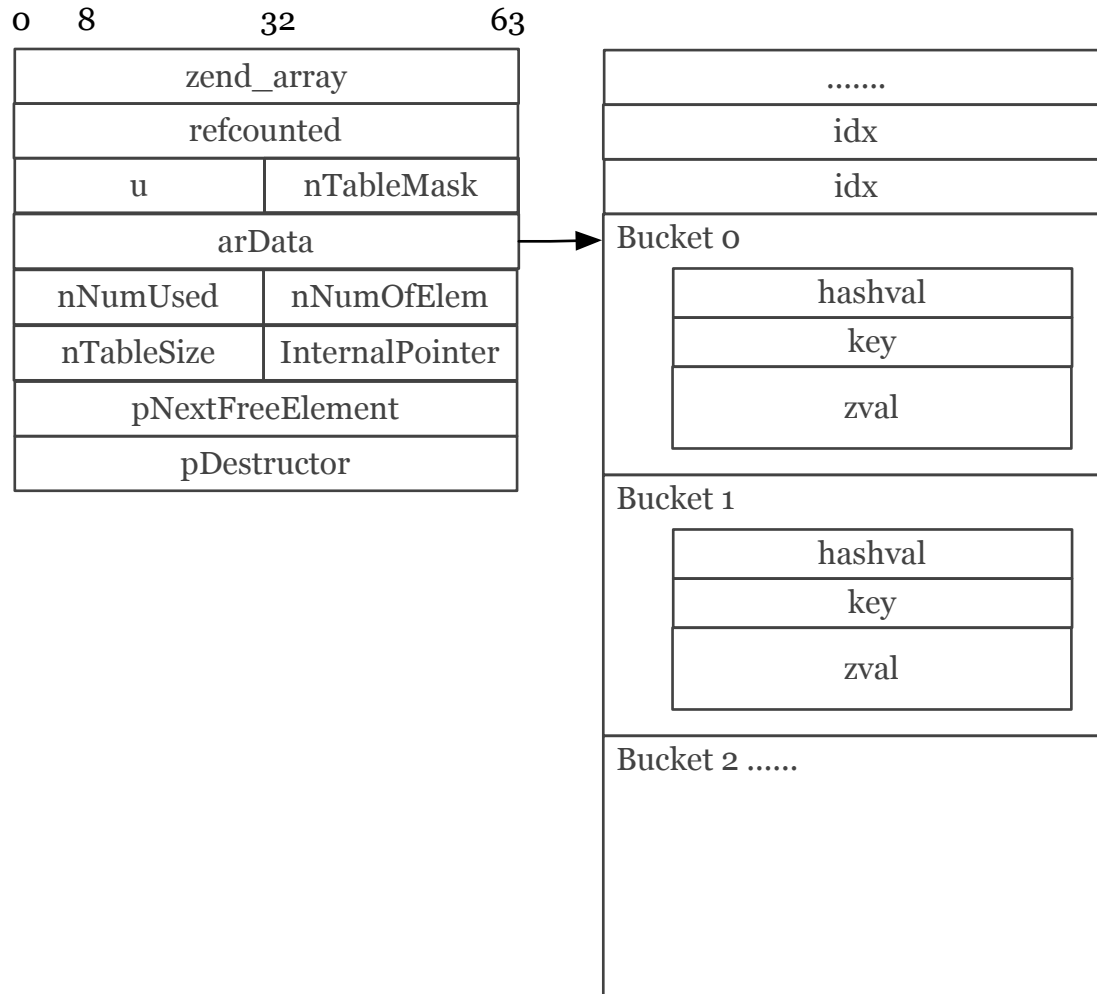 0 8 32 63
zend_array
refcounted
u nTableMask
arData
nNumUsed nNumOfElem
nTableSize InternalPointer
pNextFreeElement
pDestructor
.......
idx
idx
Bucket 0
hashval
key
zval
Bucket 1
hashval
key
zval
Bucket 2 ......